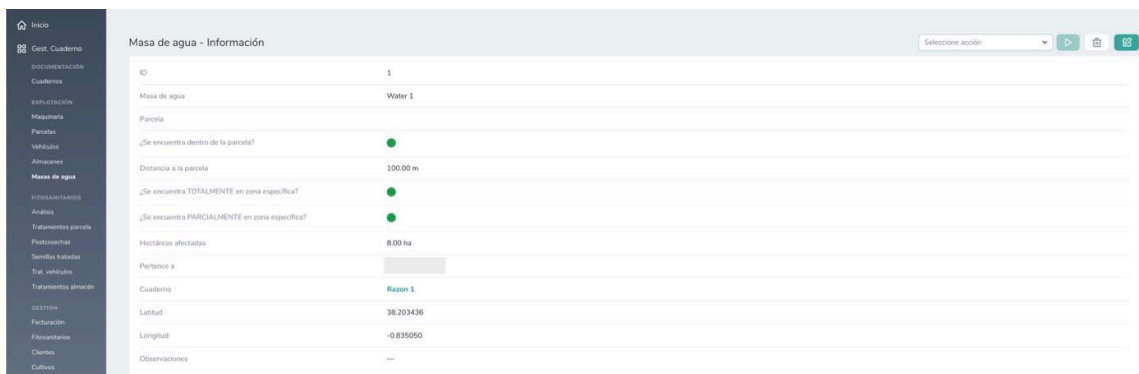 Inicio
Gest. Cuaderno
DOCUMENTACIÓN
Cuadernos
EXPLOTACIÓN
Maquinaria
Parcelas
Vehículos
Almacenes
Masas de agua
FITOSANITARIOS
Análisis
Tratamientos parcela
Postcosechas
Semillas tratadas
Trat. vehículos
Tratamientos almacén
GESTIÓN
Facturación
Fitosanitarios
Clientes
Cultivos
Masa de agua - Información
Seleccione acción
ID 1
Masa de agua Water 1
Parcela
¿Se encuentra dentro de la parcela?
Distancia a la parcela 100.00 m
¿Se encuentra TOTALMENTE en zona específica?
¿Se encuentra PARCIALMENTE en zona específica?
Hectáreas afectadas 8.00 ha
Pertence a
Cuaderno Razon 1
Latitud 38.203436
Longitud -0.835050
Observaciones —